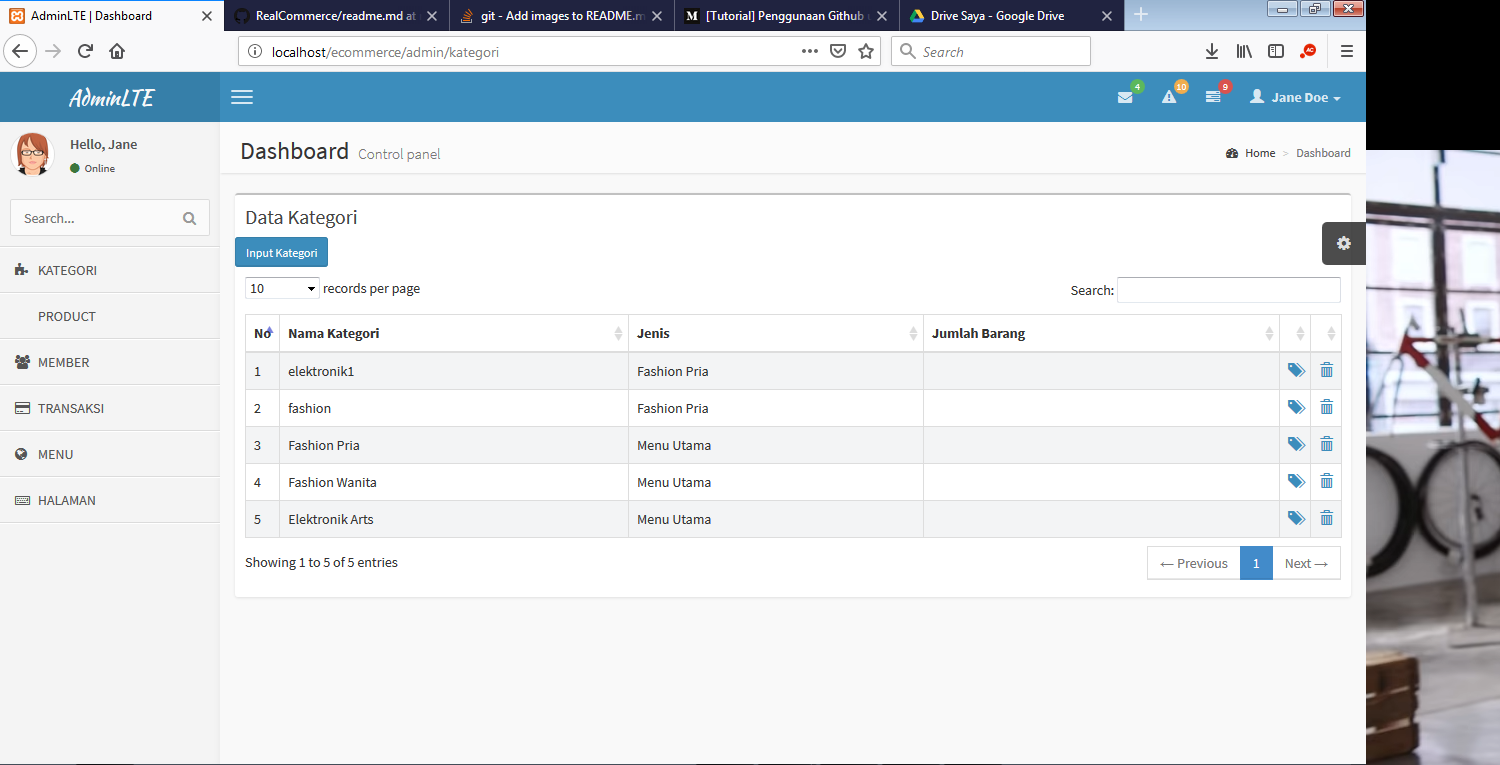 AdminLTE | Dashboard
RealCommerce/readme.md at
git - Add images to README.m
[Tutorial] Penggunaan Github
Drive Saya - Google Drive
localhost/ecommerce/admin/kategori
Search
AdminLTE
4
10
9
Jane Doe
Hello, Jane
Online
Search...
KATEGORI
PRODUCT
MEMBER
TRANSAKSI
MENU
HALAMAN
Dashboard Control panel
Home > Dashboard
Data Kategori
Input Kategori
10 records per page
Search:
No Nama Kategori Jenis Jumlah Barang
1 elektronik1 Fashion Pria
2 fashion Fashion Pria
3 Fashion Pria Menu Utama
4 Fashion Wanita Menu Utama
5 Elektronik Arts Menu Utama
Showing 1 to 5 of 5 entries
← Previous 1 Next →